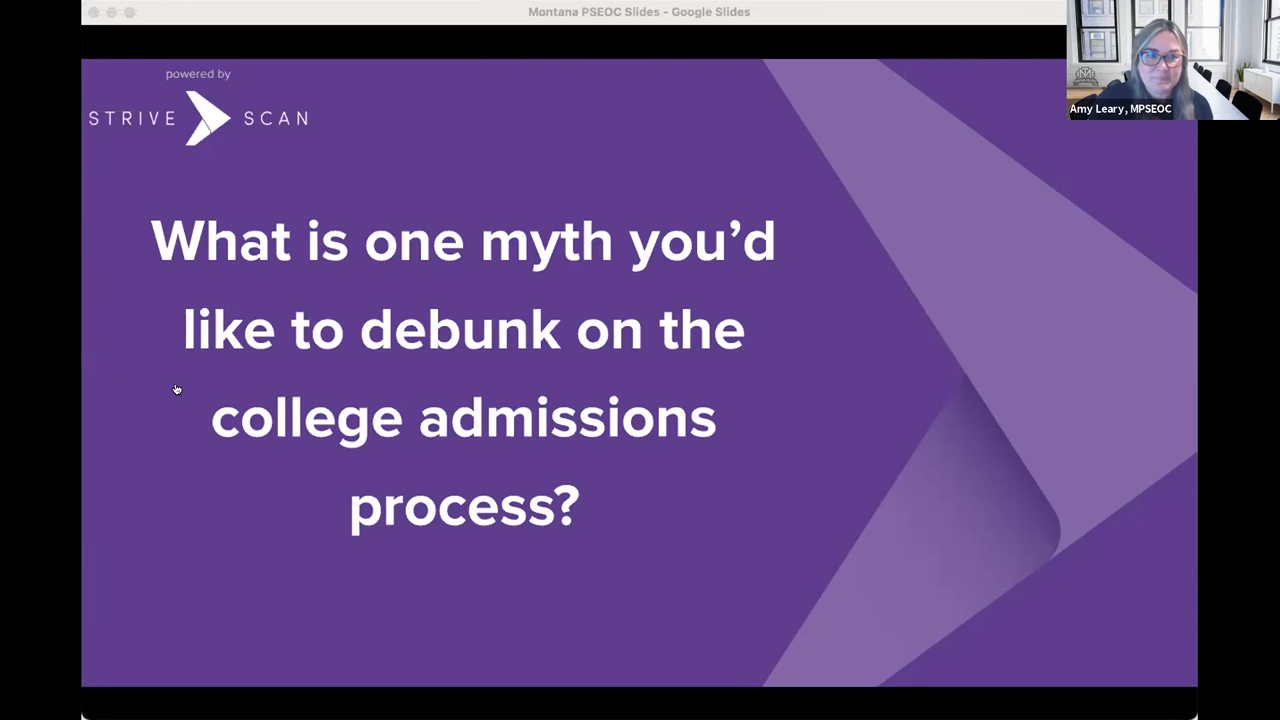 Montana PSEOC Slides - Google Slides
powered by
STRIVE SCAN
Amy Leary, MPSEOC
What is one myth you’d
like to debunk on the
college admissions
process?